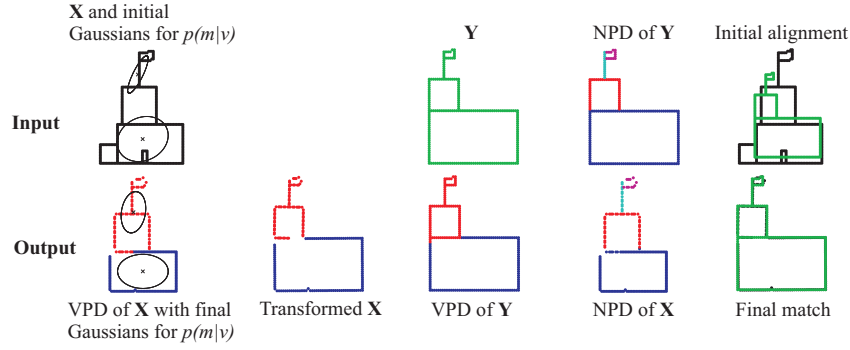 X and initial
Gaussians for p(m|v)
Y
NPD of Y
Initial alignment
Input
Output
VPD of X with final
Gaussians for p(m|v)
Transformed X
VPD of Y
NPD of X
Final match